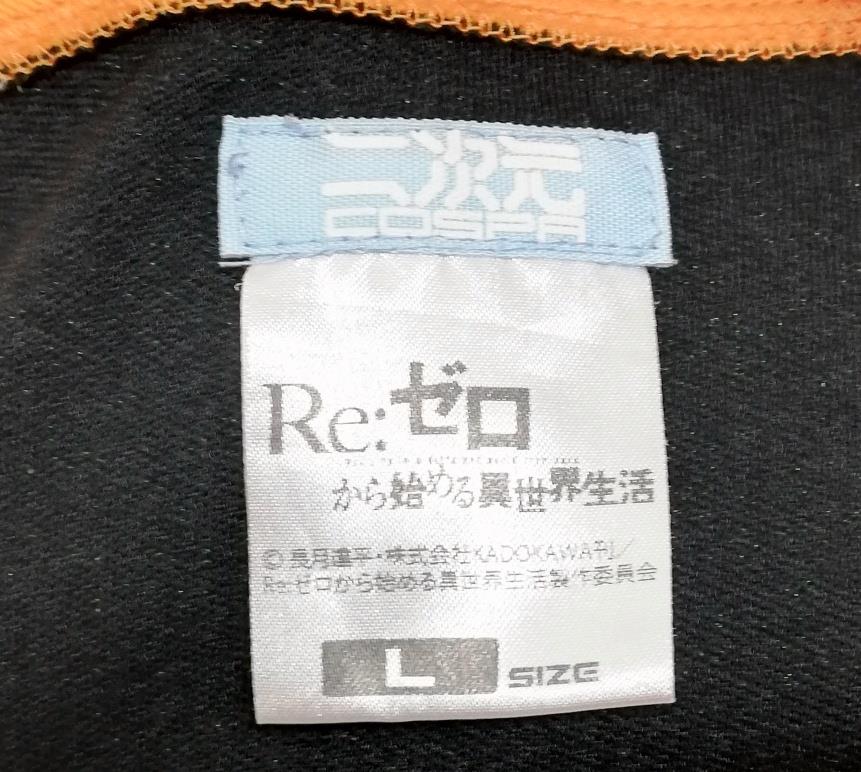 二次元
COSPA
Re:ゼロ
から始める異世界生活
© 長月達平・株式会社KADOKAWA刊/
Re:ゼロから始める異世界生活製作委員会
L SIZE